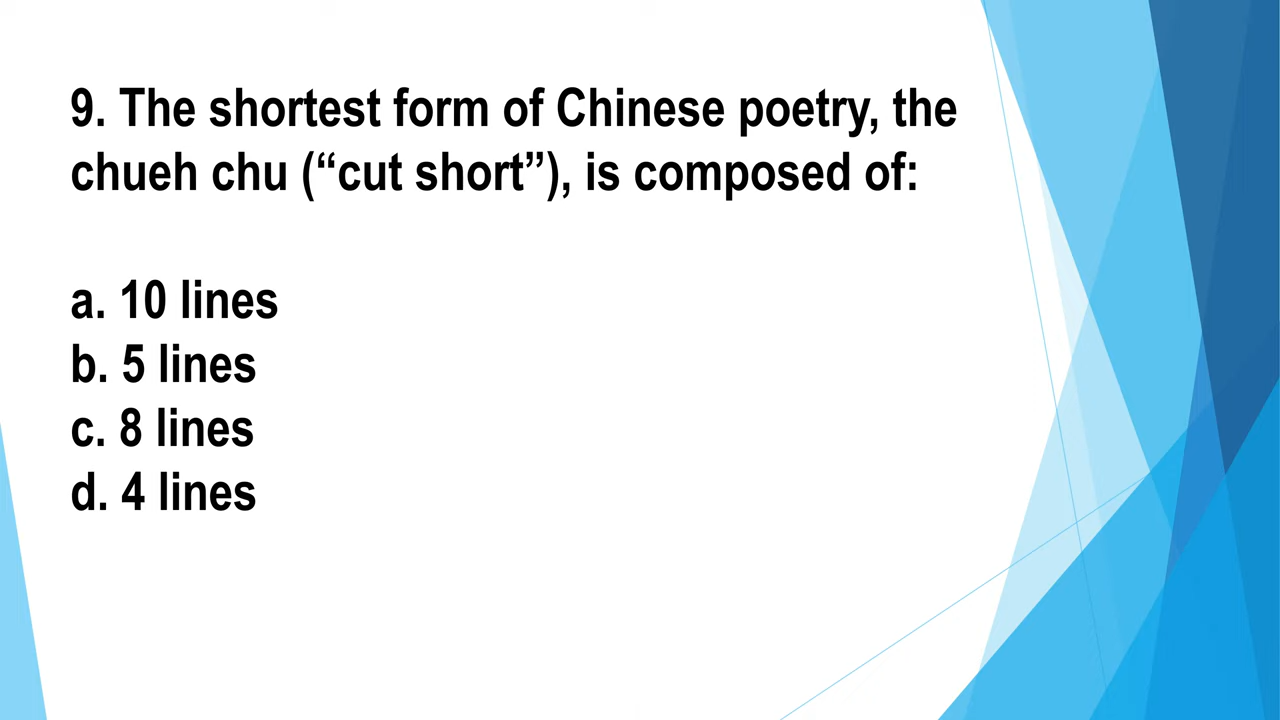 9. The shortest form of Chinese poetry, the
chueh chu (“cut short”), is composed of:
a. 10 lines
b. 5 lines
c. 8 lines
d. 4 lines